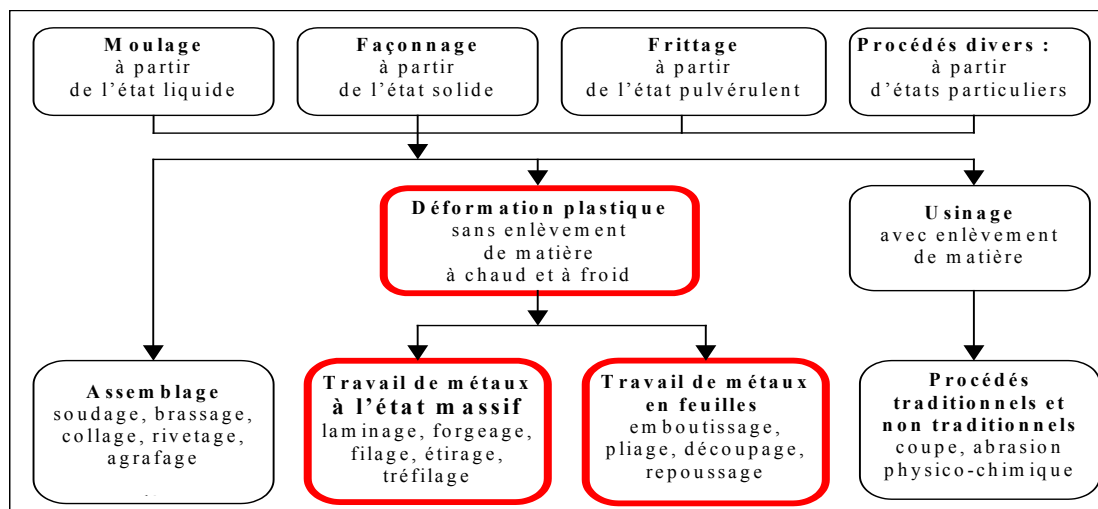 Moulage
à partir
de l'état liquide
Façonnage
à partir
de l'état solide
Frittage
à partir
de l'état pulvérulent
Procédés divers :
à partir
d'états particuliers
Déformation plastique
sans enlèvement
de matière
à chaud et à froid
Usinage
avec enlèvement
de matière
Assemblage
soudage, brassage,
collage, rivetage,
agrafage
Travail de métaux
à l'état massif
laminage, forgeage,
filage, étirage,
tréfilage
Travail de métaux
en feuilles
emboutissage,
pliage, découpage,
repoussage
Procédés
traditionnels et
non traditionnels
coupe, abrasion
physico-chimique